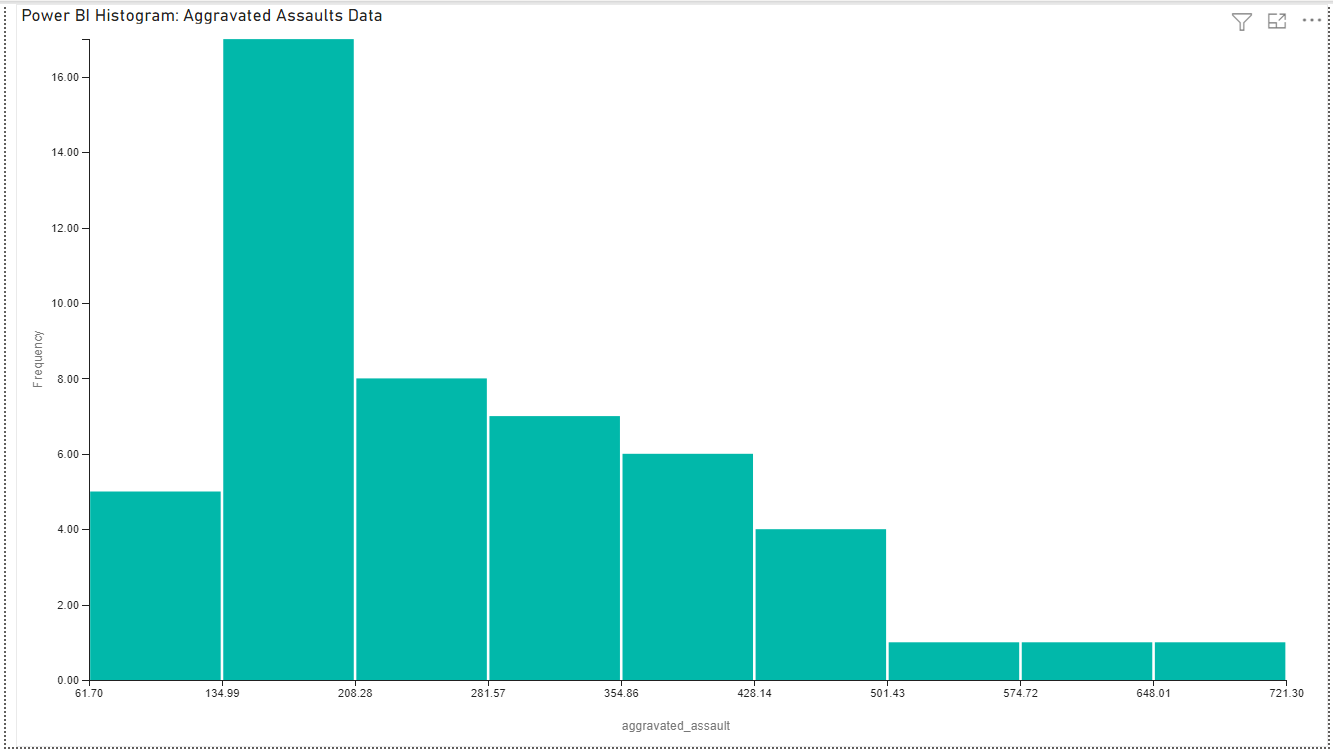 Power BI Histogram: Aggravated Assaults Data
16.00
14.00
12.00
10.00
Frequency
8.00
6.00
4.00
2.00
0.00
61.70 134.99 208.28 281.57 354.86 428.14 501.43 574.72 648.01 721.30
aggravated_assault